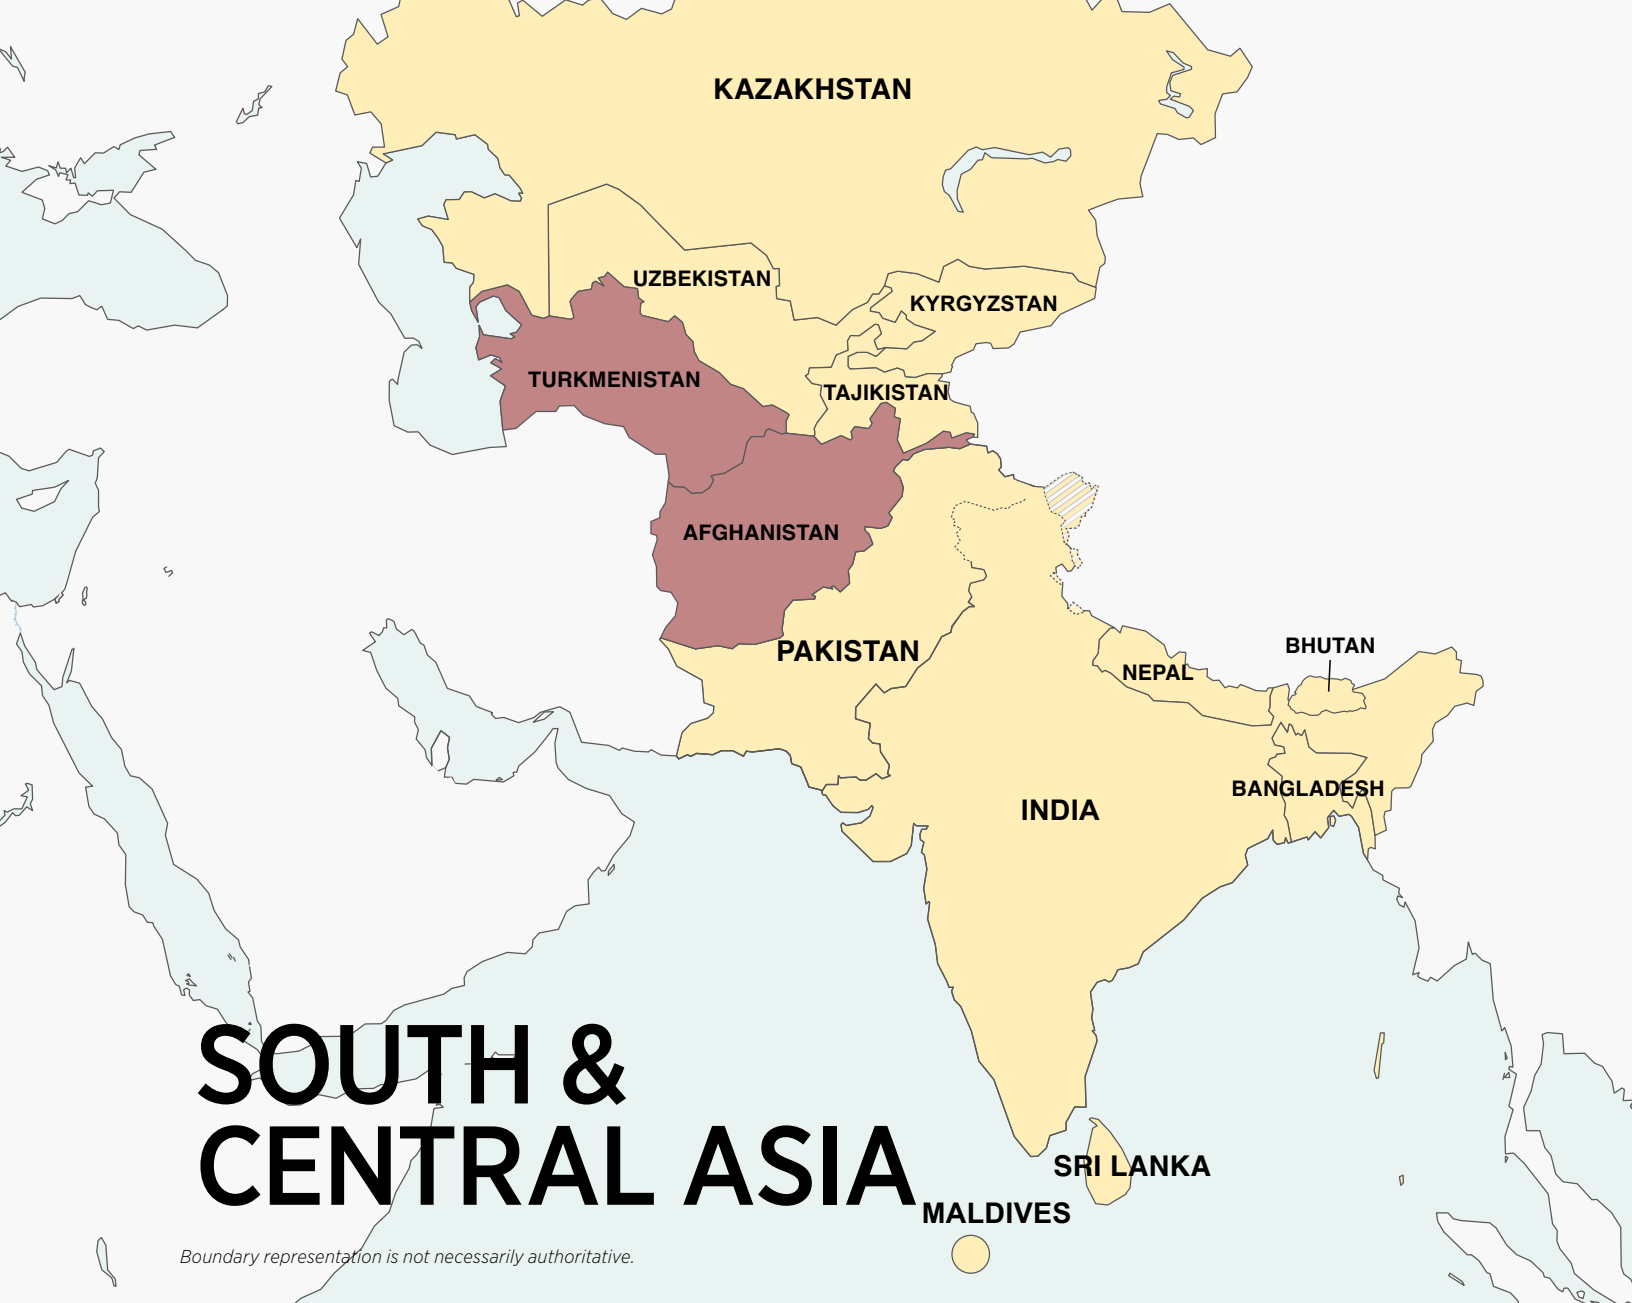 KAZAKHSTAN
UZBEKISTAN
KYRGYZSTAN
TURKMENISTAN
TAJIKISTAN
AFGHANISTAN
PAKISTAN
BHUTAN
NEPAL
BANGLADESH
INDIA
SOUTH &
CENTRAL ASIA
SRI LANKA
MALDIVES
Boundary representation is not necessarily authoritative.